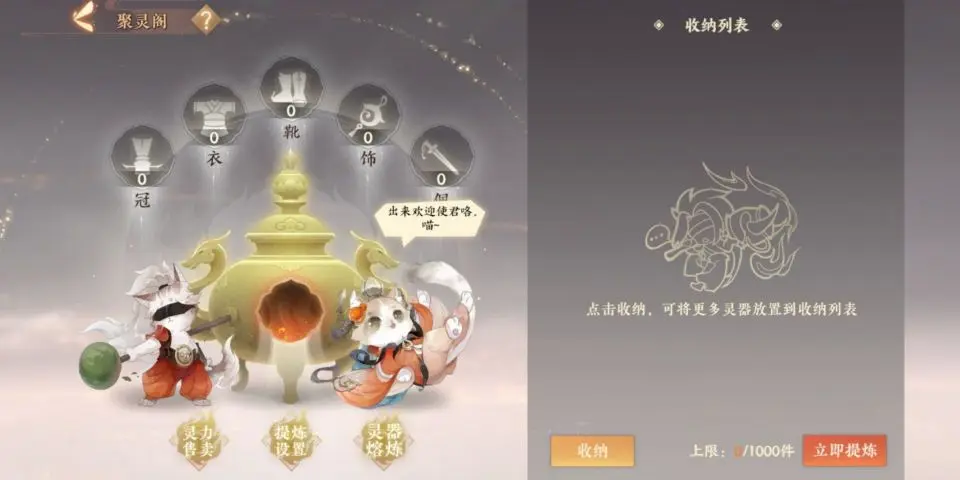 聚灵阁
?
0
靴
0
衣
0
饰
0
冠
0
出来欢迎使君咯,
喵~
灵力
售卖
提炼
设置
灵器
熔炼
收纳列表
点击收纳，可将更多灵器放置到收纳列表
收纳
上限：0/1000件
立即提炼